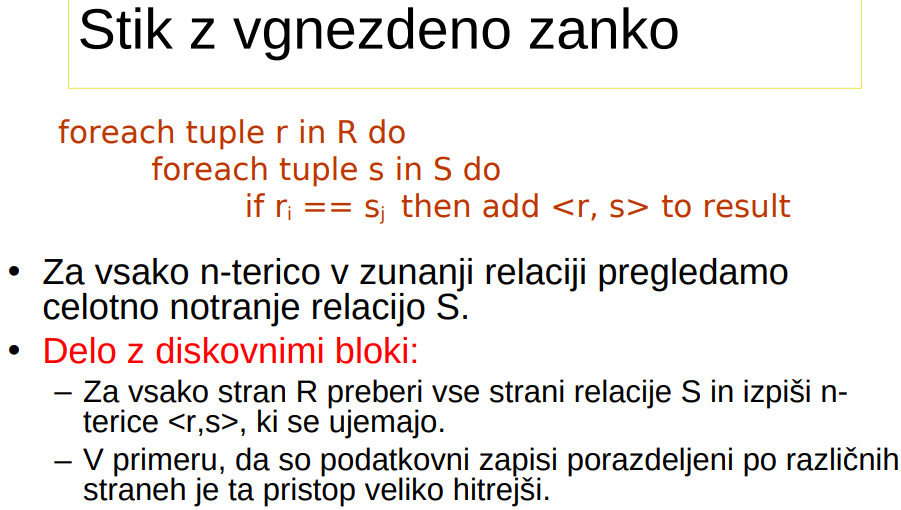 Stik z vgnezdeno zanko
foreach tuple r in R do
foreach tuple s in S do
if ri == sj then add <r, s> to result
• Za vsako n-terico v zunanji relaciji pregledamo
celotno notranje relacijo S.
• Delo z diskovnimi bloki:
– Za vsako stran R preberi vse strani relacije S in izpiši n-
terice <r,s>, ki se ujemajo.
– V primeru, da so podatkovni zapisi porazdeljeni po različnih
straneh je ta pristop veliko hitrejši.